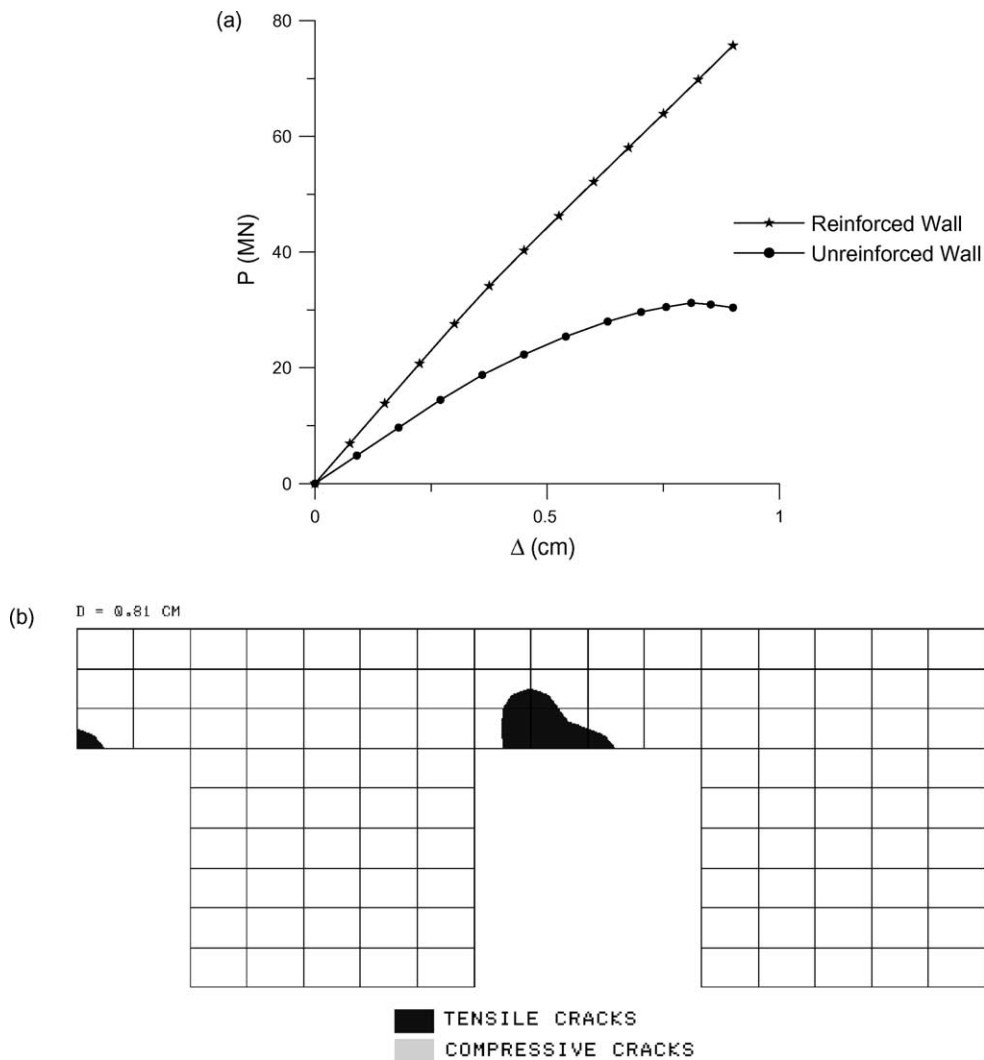 (a)
80
60
40
20
0
P (MN)
0
0.5
1
Δ (cm)
Reinforced Wall
Unreinforced Wall
(b)
D = 0.81 CM
TENSILE CRACKS
COMPRESSIVE CRACKS